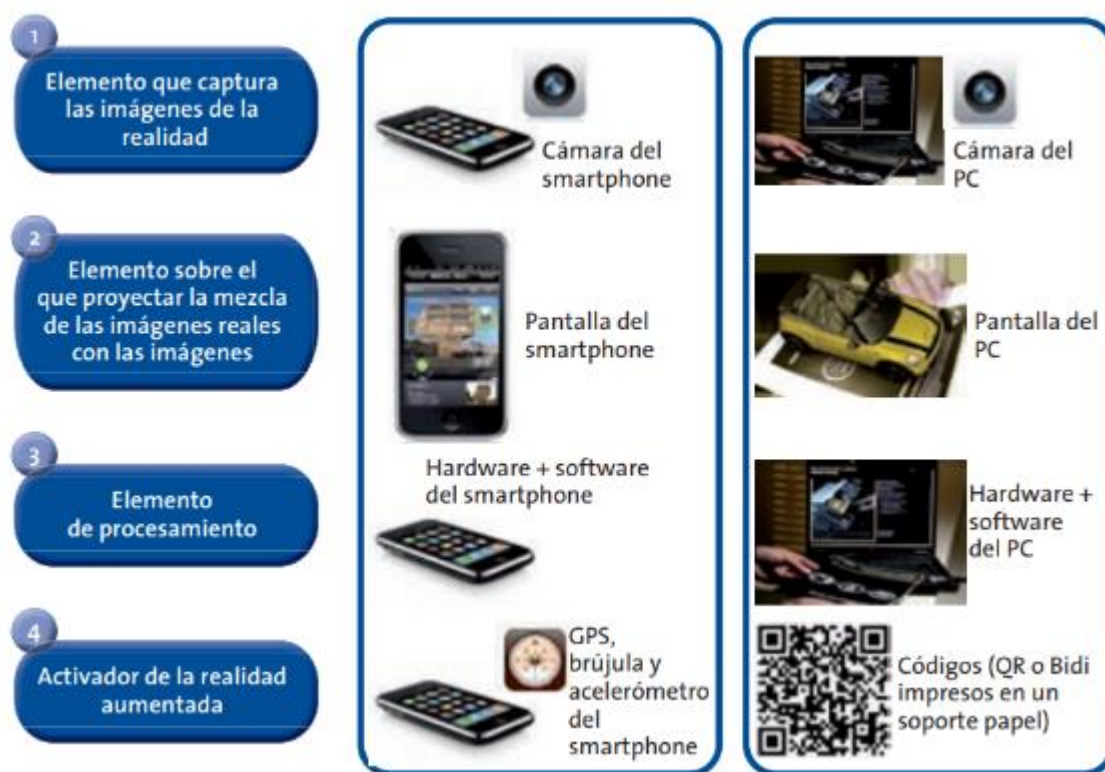 1
Elemento que captura
las imágenes de la
realidad
Cámara del
smartphone
Cámara del
PC
2
Elemento sobre el
que proyectar la mezcla
de las imágenes reales
con las imágenes
Pantalla del
smartphone
Pantalla del
PC
3
Elemento
de procesamiento
Hardware + software
del smartphone
Hardware +
software
del PC
4
Activador de la realidad
aumentada
GPS,
brújula y
acelerómetro
del
smartphone
Códigos (QR o Bidi
impresos en un
soporte papel)